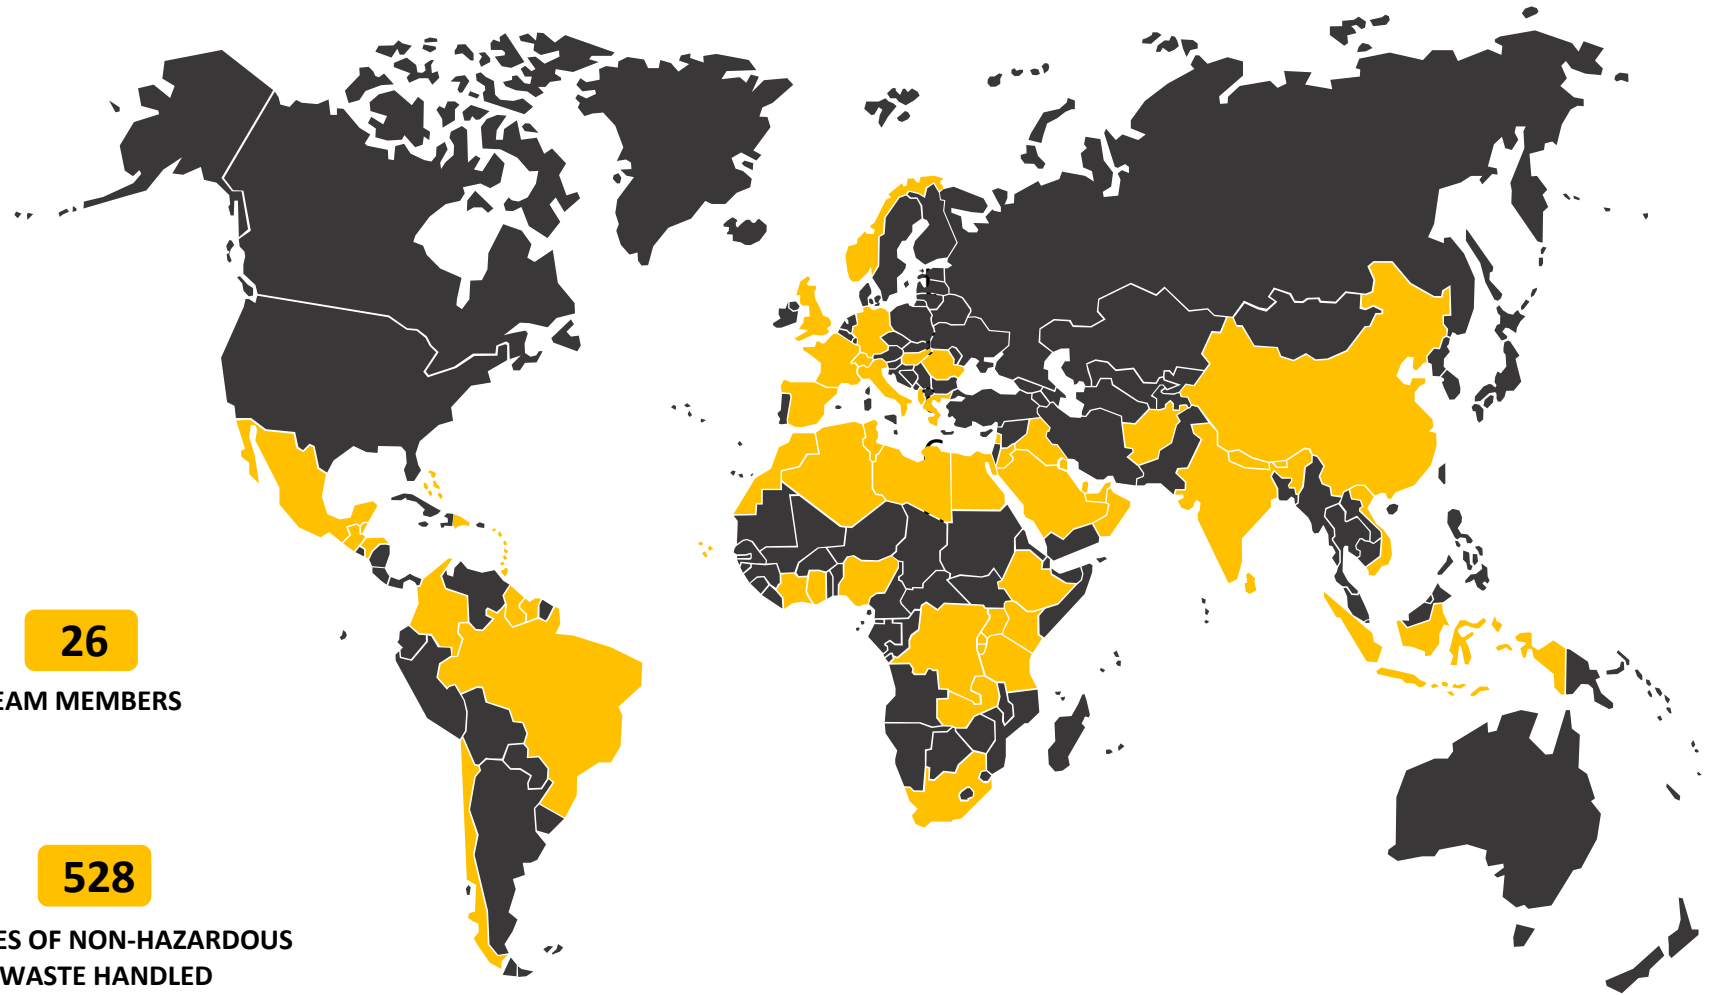 26
EAM MEMBERS
528
ES OF NON-HAZARDOUS
WASTE HANDLED